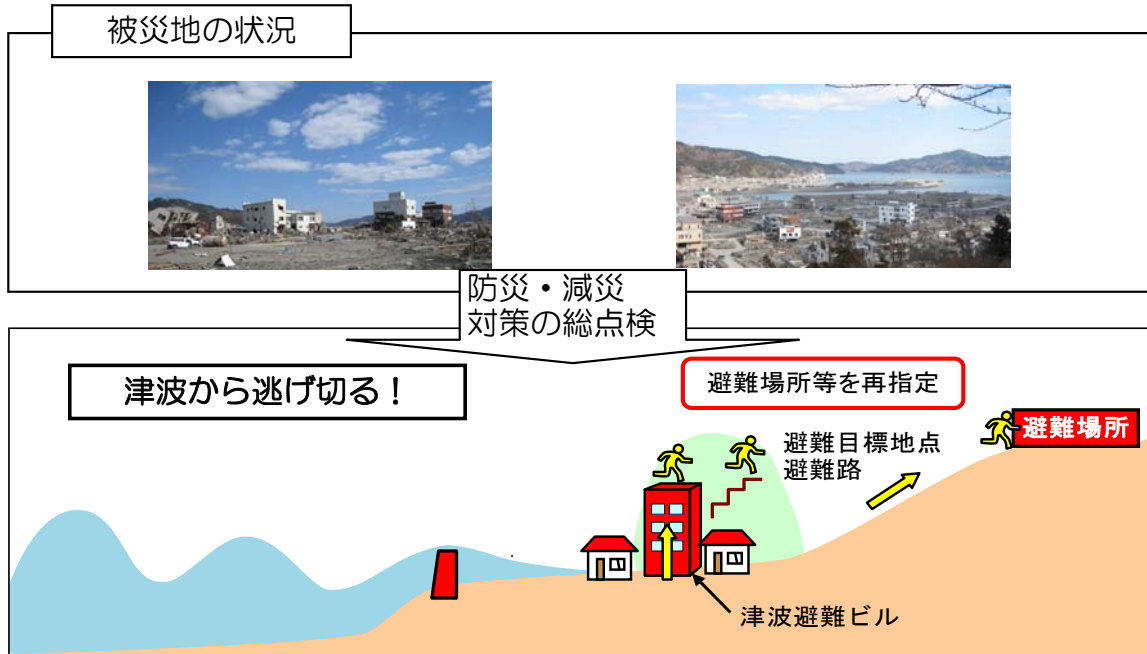 被災地の状況
防災・減災
対策の総点検
津波から逃げ切る！
避難場所等を再指定
避難場所
避難目標地点
避難路
津波避難ビル